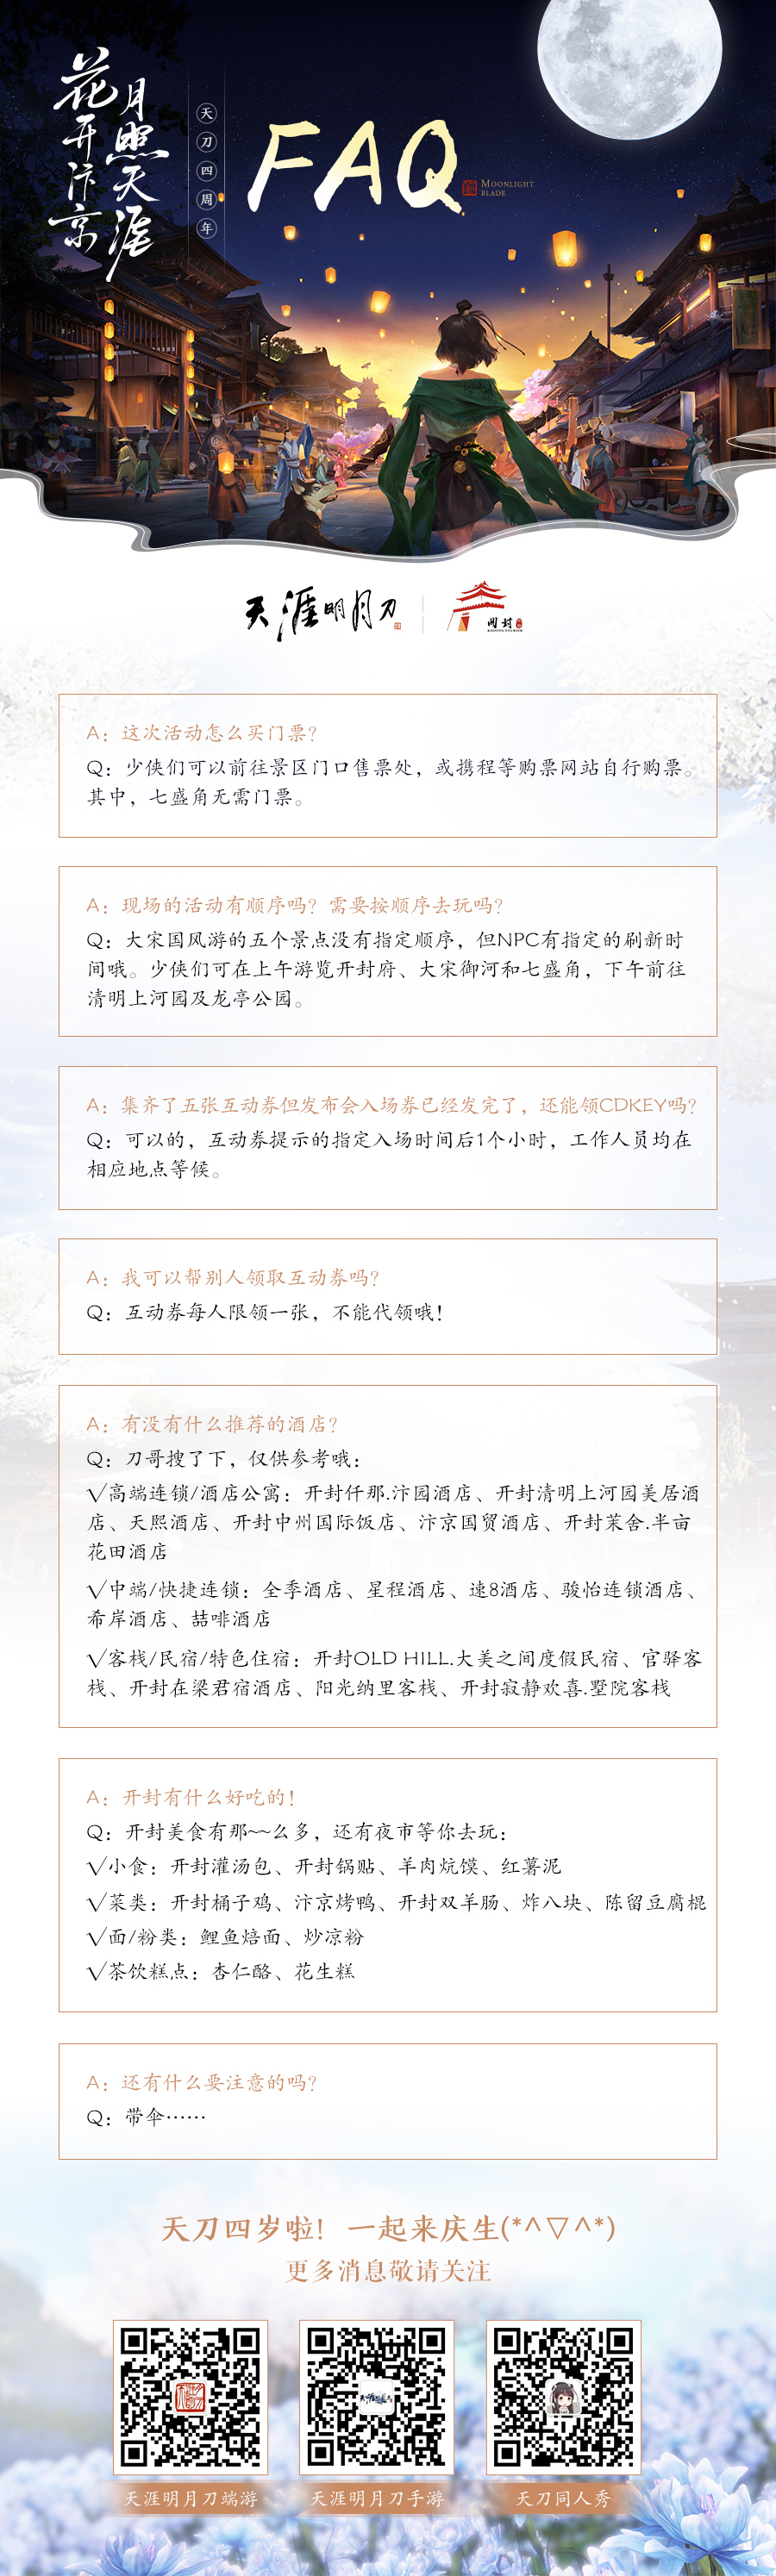 花开汴京
月照天涯
天刀四周年
FAQ
MOONLIGHT
BLADE
天涯明月刀
开封
A：这次活动怎么买门票？
Q：少侠们可以前往景区门口售票处，或携程等购票网站自行购票。
其中，七盛角无需门票。
A：现场的活动有顺序吗？需要按顺序去玩吗？
Q：大宋国风游的五个景点没有指定顺序，但NPC有指定的刷新时
间哦。少侠们可在上午游览开封府、大宋御河和七盛角，下午前往
清明上河园及龙亭公园。
A：集齐了五张互动券但发布会入场券已经发完了，还能领CDKEY吗？
Q：可以的，互动券提示的指定入场时间后1个小时，工作人员均在
相应地点等候。
A：我可以帮别人领取互动券吗？
Q：互动券每人限领一张，不能代领哦！
A：有没有什么推荐的酒店？
Q：刀哥搜了下，仅供参考哦：
√高端连锁/酒店公寓：开封仟那.汴园酒店、开封清明上河园美居酒
店、天熙酒店、开封中州国际饭店、汴京国贸酒店、开封茉舍.半亩
花田酒店
√中端/快捷连锁：全季酒店、星程酒店、速8酒店、骏怡连锁酒店、
希岸酒店、喆啡酒店
√客栈/民宿/特色住宿：开封OLD HILL.大美之间度假民宿、官驿客
栈、开封在梁君宿酒店、阳光纳里客栈、开封寂静欢喜.墅院客栈
A：开封有什么好吃的！
Q：开封美食有那~~么多，还有夜市等你去玩：
√小食：开封灌汤包、开封锅贴、羊肉炕馍、红薯泥
√菜类：开封桶子鸡、汴京烤鸭、开封双羊肠、炸八块、陈留豆腐棍
√面/粉类：鲤鱼焙面、炒凉粉
√茶饮糕点：杏仁酪、花生糕
A：还有什么要注意的吗？
Q：带伞……
天刀四岁啦！一起来庆生(*^▽^*)
更多消息敬请关注
天涯明月刀端游
天涯明月刀手游
天刀同人秀